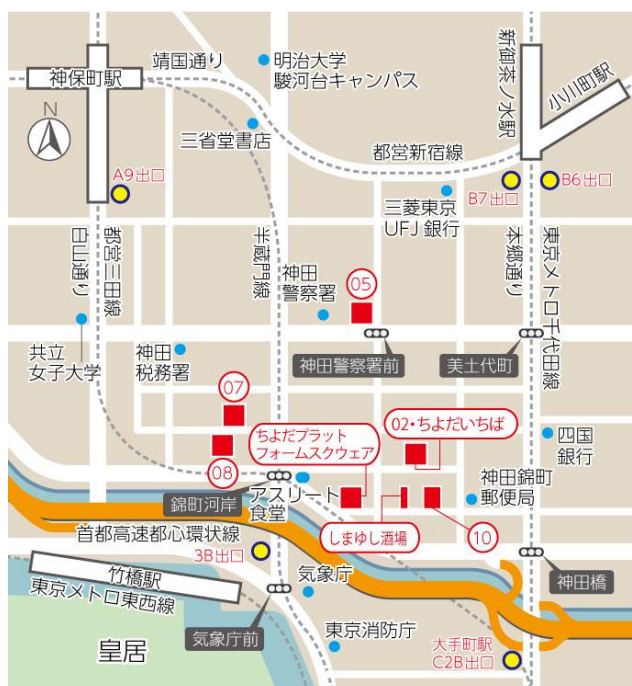 神保町駅
靖国通り
明治大学
駿河台キャンパス
新御茶ノ水駅
小川町駅
N
三省堂書店
都営新宿線
A9出口
B7出口
B6出口
三菱東京
UFJ銀行
都営三田線
白山通り
半蔵門線
神田
警察署
05
本郷通り
東京メトロ千代田線
共立
女子大学
神田
税務署
神田警察署前
美土代町
07
ちよだプラット
フォームスクウェア
02・ちよだいちば
四国
銀行
08
錦町河岸
アスリート
食堂
神田錦町
郵便局
首都高速都心環状線
しまゆし酒場
10
3B出口
竹橋駅
東京メトロ東西線
気象庁
神田橋
気象庁前
東京消防庁
大手町駅
C2B出口
皇居